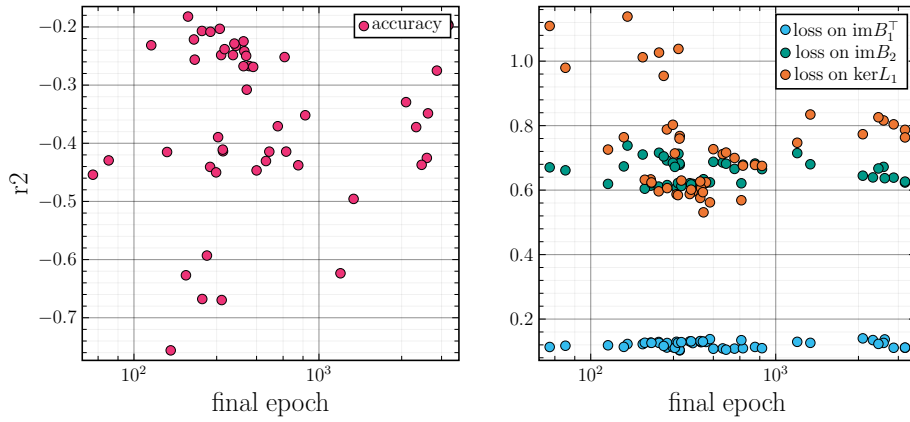 −0.2
−0.3
−0.4
−0.5
−0.6
−0.7
r2
10²
10³
final epoch
accuracy
1.0
0.8
0.6
0.4
0.2
10²
10³
final epoch
loss on imB₁⊤
loss on imB₂
loss on kerL₁